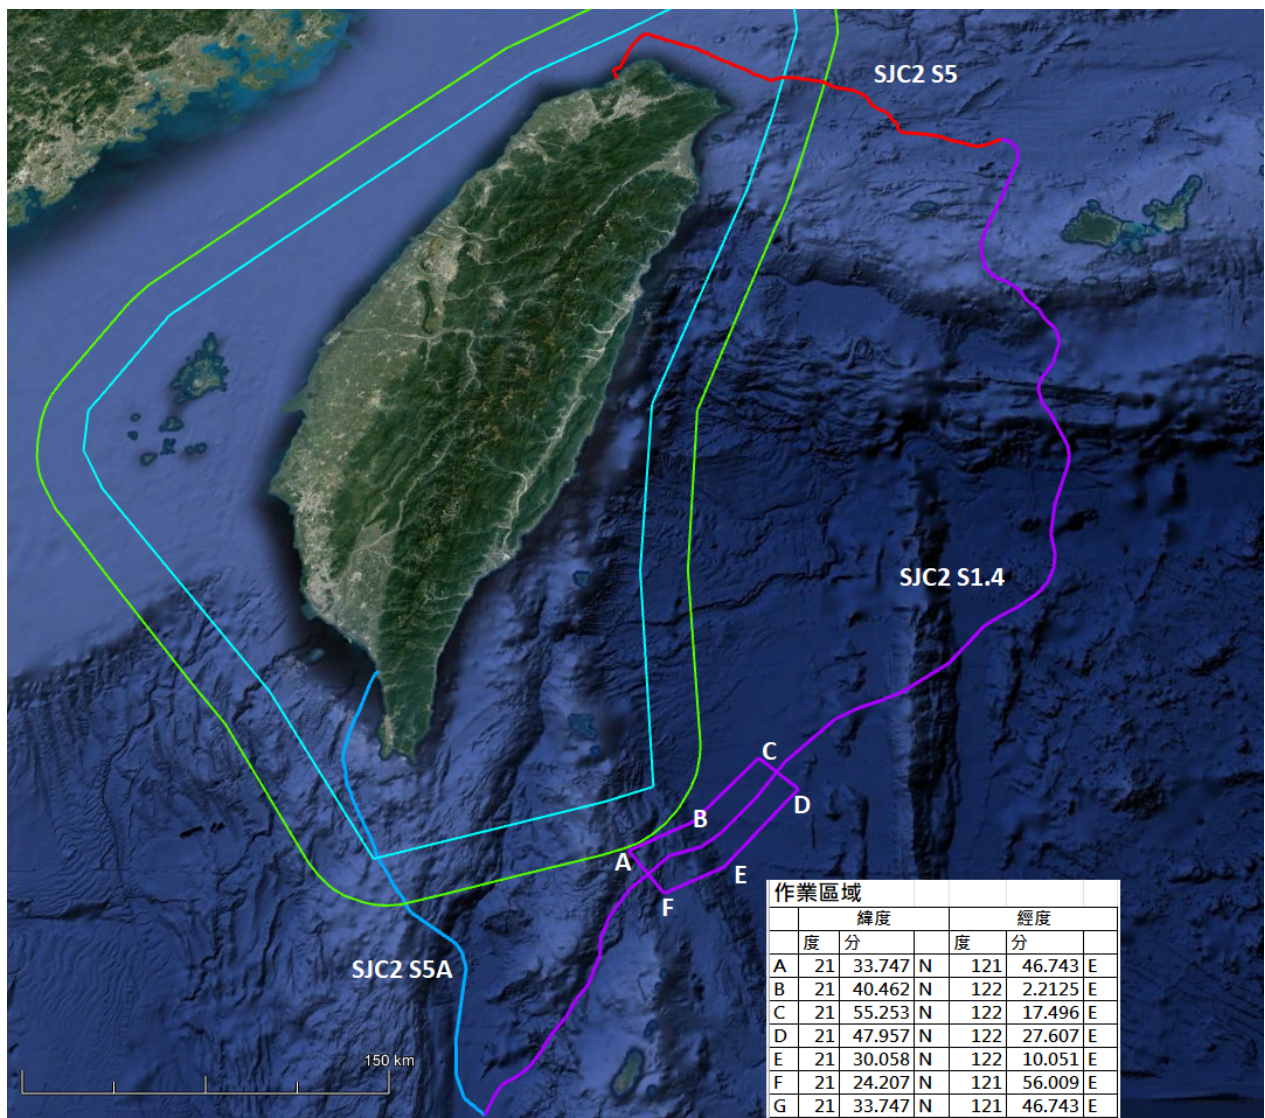 SJC2 S5
SJC2 S1.4
C
D
B
A
E
F
SJC2 S5A
150 km
作業區域
緯度 經度
度 分 度 分
A 21 33.747 N 121 46.743 E
B 21 40.462 N 122 2.2125 E
C 21 55.253 N 122 17.496 E
D 21 47.957 N 122 27.607 E
E 21 30.058 N 122 10.051 E
F 21 24.207 N 121 56.009 E
G 21 33.747 N 121 46.743 E